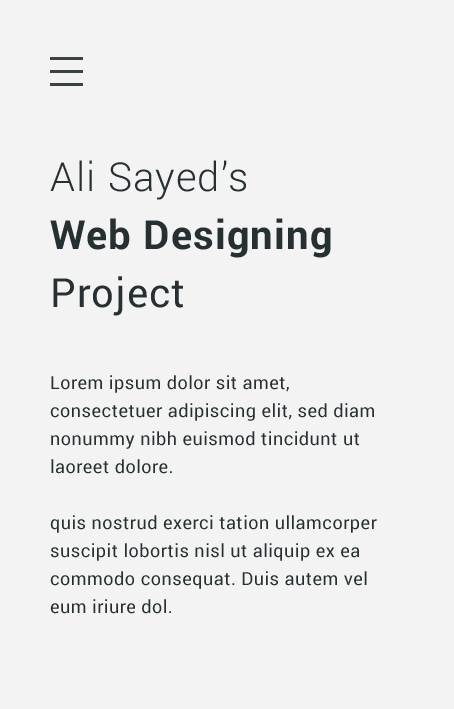 Ali Sayed’s
Web Designing
Project
Lorem ipsum dolor sit amet,
consectetuer adipiscing elit, sed diam
nonummy nibh euismod tincidunt ut
laoreet dolore.
quis nostrud exerci tation ullamcorper
suscipit lobortis nisl ut aliquip ex ea
commodo consequat. Duis autem vel
eum iriure dol.